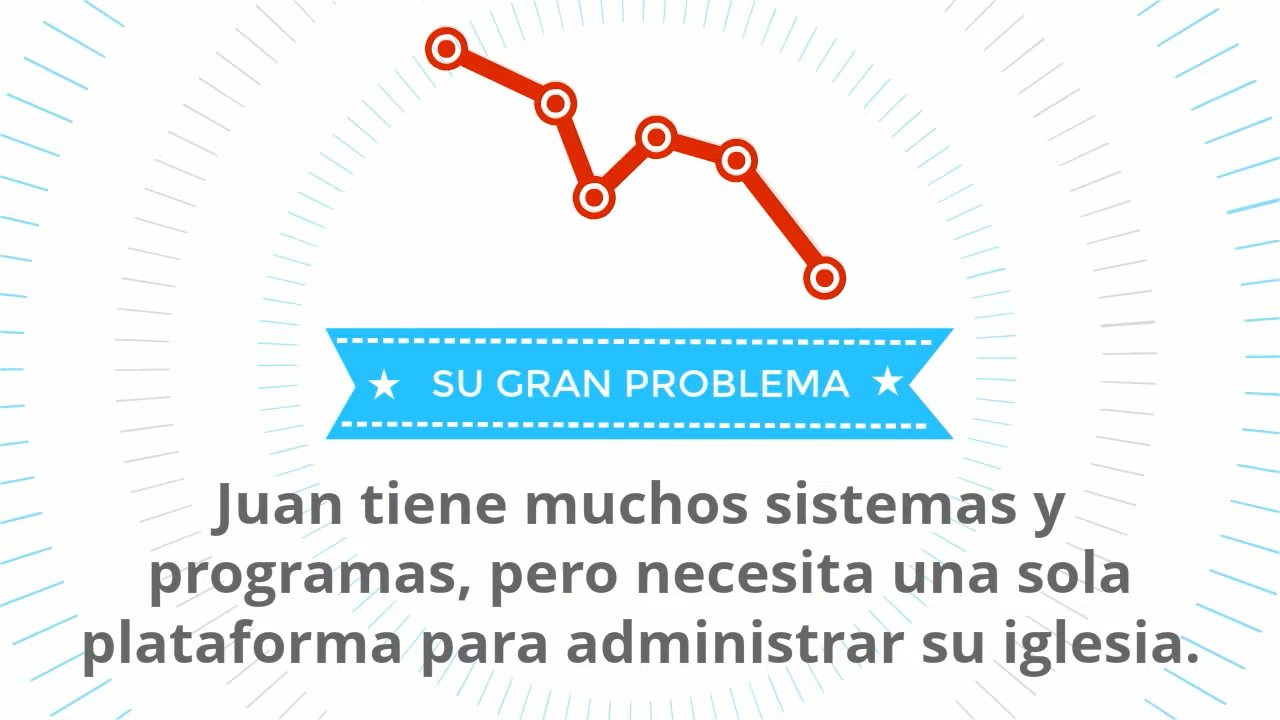 SU GRAN PROBLEMA
Juan tiene muchos sistemas y
programas, pero necesita una sola
plataforma para administrar su iglesia.